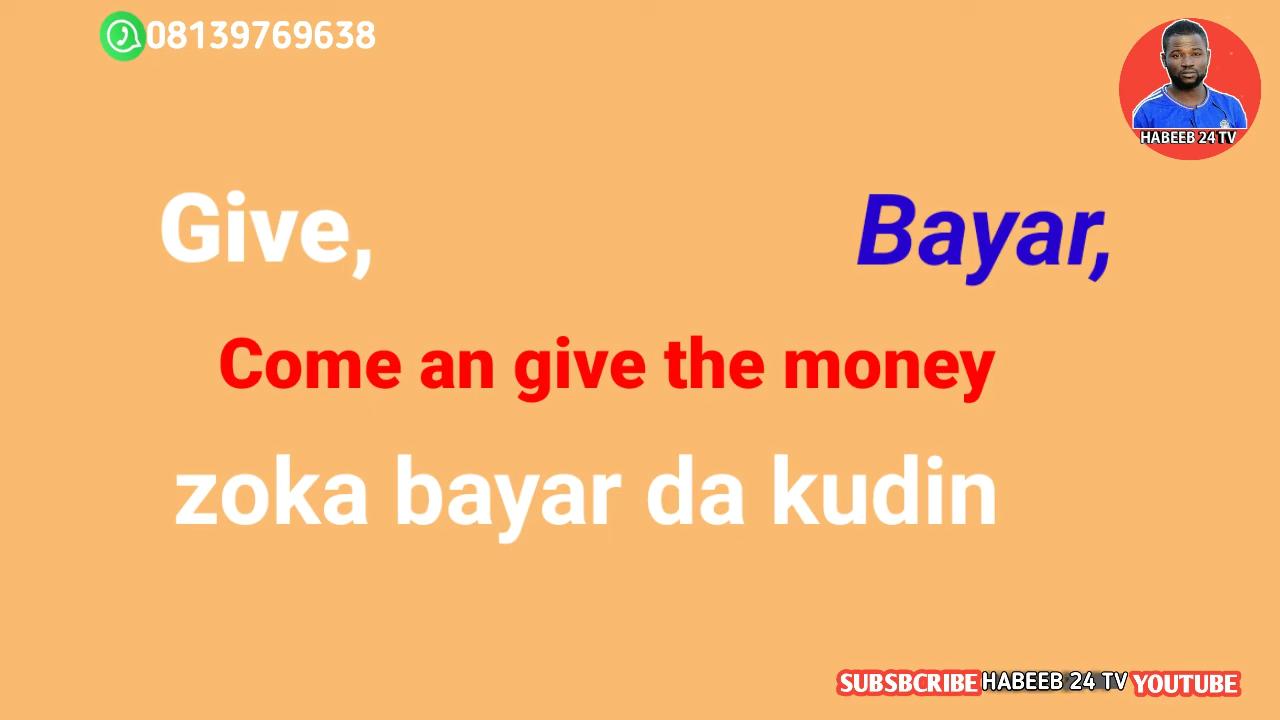 08139769638
HABEEB 24 TV
Give, Bayar,
Come an give the money
zoka bayar da kudin
SUBSBCRIBE HABEEB 24 TV YOUTUBE